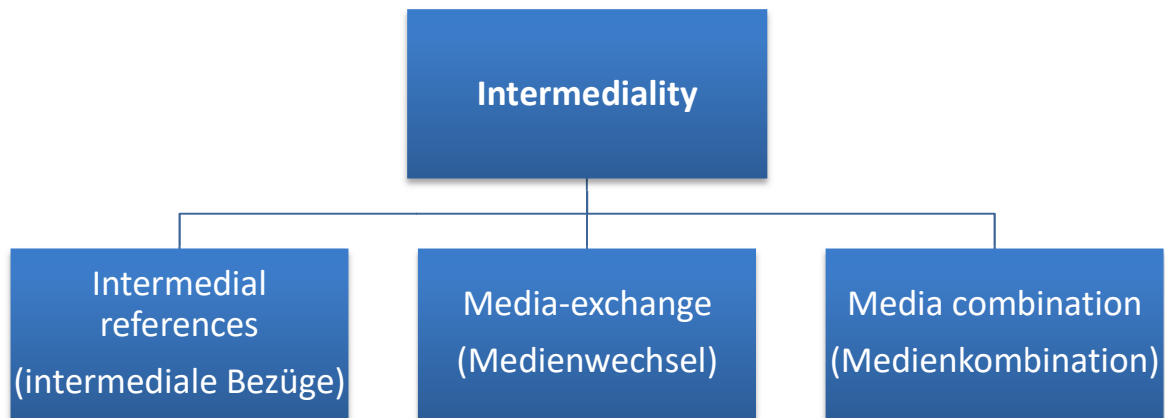 Intermediality
Intermedial
references
(intermediale Bezüge)
Media-exchange
(Medienwechsel)
Media combination
(Medienkombination)